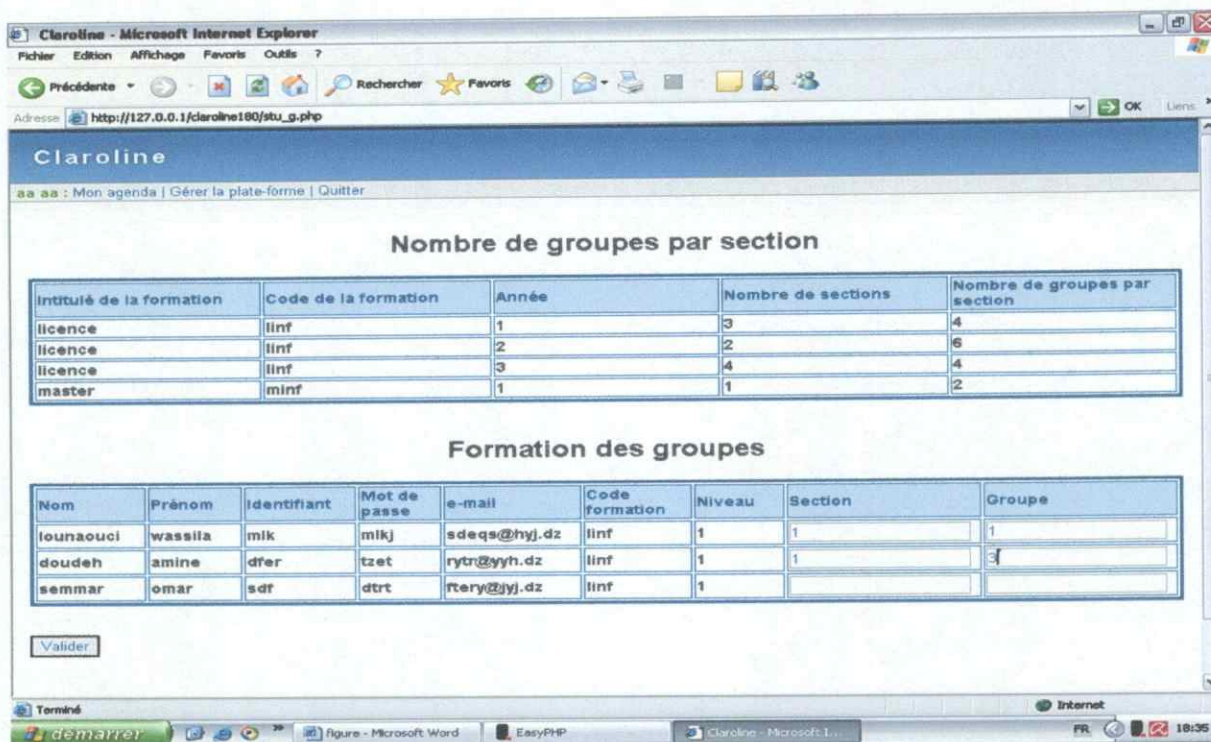 Claroline - Microsoft Internet Explorer
Fichier Edition Affichage Favoris Outils ?
Précédente Rechercher Favoris
Adresse http://127.0.0.1/claroline180/stu_g.php OK Liens »
Claroline
aa aa : Mon agenda | Gérer la plate-forme | Quitter
Nombre de groupes par section
Intitulé de la formation Code de la formation Année Nombre de sections Nombre de groupes par section
licence linf 1 3 4
licence linf 2 2 6
licence linf 3 4 4
master minf 1 1 2
Formation des groupes
Nom Prénom Identifiant Mot de passe e-mail Code formation Niveau Section Groupe
lounaouci wassila mlk mlkj sdeqs@hyj.dz linf 1 1 1
doudeh amine dfer tzet rytr@yyh.dz linf 1 1 3
semmar omar sdf dtrt ftery@jyj.dz linf 1
Valider
Terminé Internet
démarrer » figure - Microsoft Word EasyPHP Claroline - Microsoft I... FR 18:35